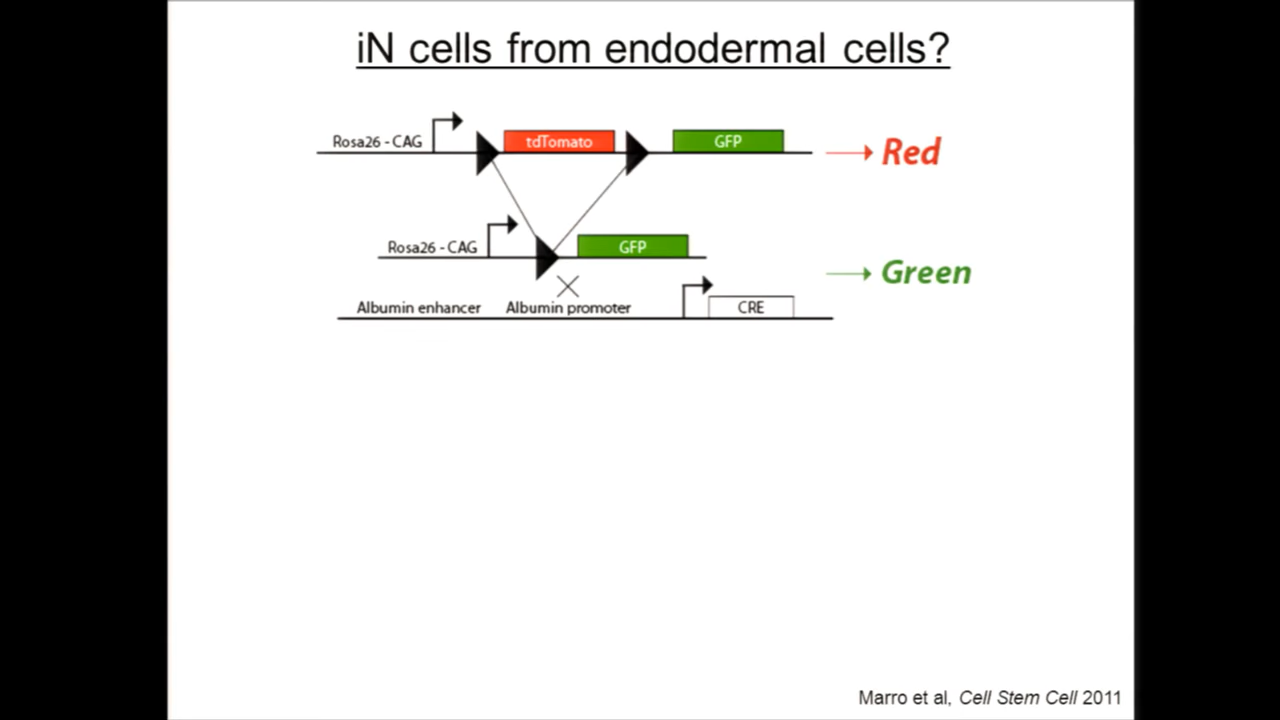 iN cells from endodermal cells?
Rosa26 - CAG tdTomato GFP Red
Rosa26 - CAG GFP
Green
Albumin enhancer Albumin promoter CRE
Marro et al, Cell Stem Cell 2011